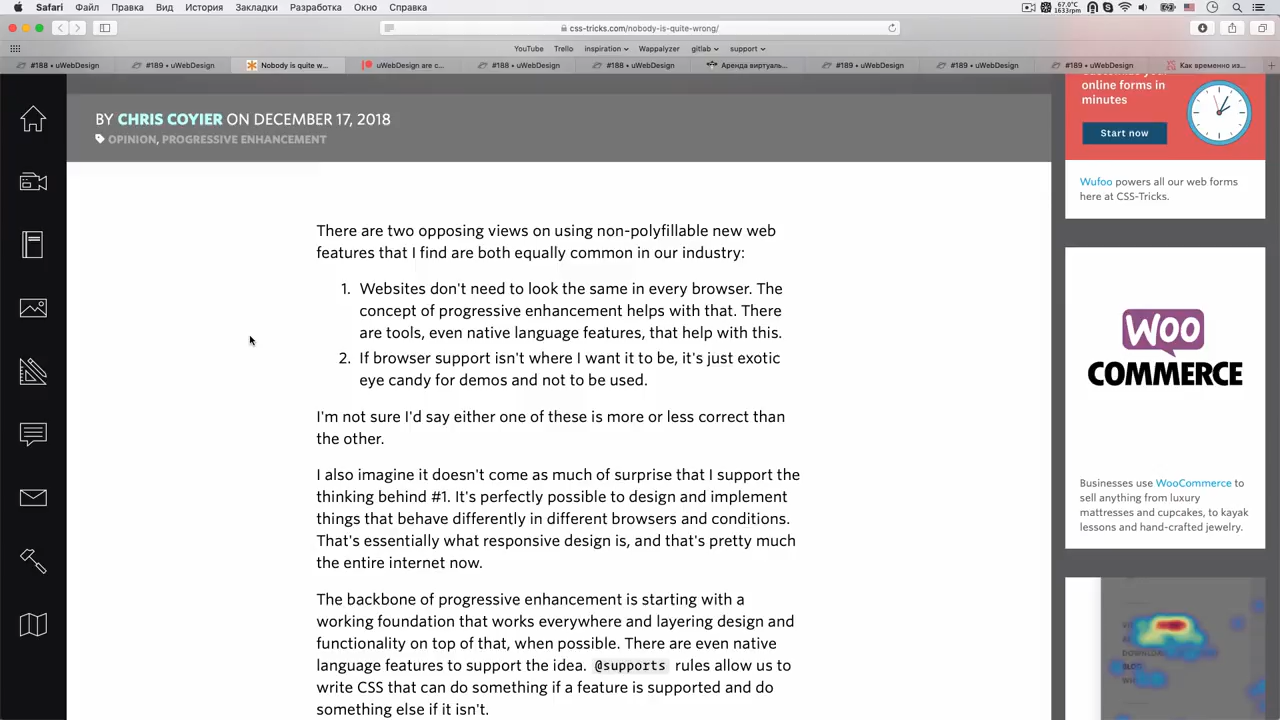 Safari Файл Правка Вид История Закладки Разработка Окно Справка
67.0°C
1633rpm
css-tricks.com/nobody-is-quite-wrong/
YouTube Trello inspiration Wappalyzer gitlab support
#188 • uWebDesign #189 • uWebDesign Nobody is quite w... uWebDesign are c... #188 • uWebDesign #188 • uWebDesign Аренда виртуаль... #189 • uWebDesign #189 • uWebDesign #189 • uWebDesign Как временно из...
BY CHRIS COYIER ON DECEMBER 17, 2018
OPINION, PROGRESSIVE ENHANCEMENT
There are two opposing views on using non-polyfillable new web
features that I find are both equally common in our industry:
1. Websites don't need to look the same in every browser. The
concept of progressive enhancement helps with that. There
are tools, even native language features, that help with this.
2. If browser support isn't where I want it to be, it's just exotic
eye candy for demos and not to be used.
I'm not sure I'd say either one of these is more or less correct than
the other.
I also imagine it doesn't come as much of surprise that I support the
thinking behind #1. It's perfectly possible to design and implement
things that behave differently in different browsers and conditions.
That's essentially what responsive design is, and that's pretty much
the entire internet now.
The backbone of progressive enhancement is starting with a
working foundation that works everywhere and layering design and
functionality on top of that, when possible. There are even native
language features to support the idea. @supports rules allow us to
write CSS that can do something if a feature is supported and do
something else if it isn't.
online forms in
minutes
Start now
Wufoo powers all our web forms
here at CSS-Tricks.
WOO
COMMERCE
Businesses use WooCommerce to
sell anything from luxury
mattresses and cupcakes, to kayak
lessons and hand-crafted jewelry.
BLOG